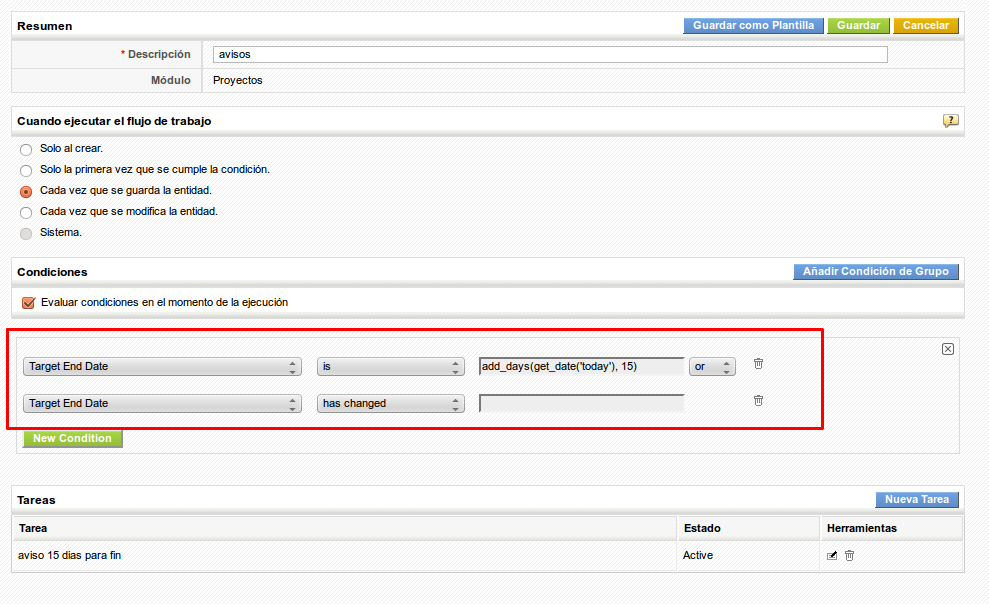 Resumen Guardar como Plantilla Guardar Cancelar
* Descripción avisos
Módulo Proyectos
Cuando ejecutar el flujo de trabajo ?
Solo al crear.
Solo la primera vez que se cumple la condición.
Cada vez que se guarda la entidad.
Cada vez que se modifica la entidad.
Sistema.
Condiciones Añadir Condición de Grupo
Evaluar condiciones en el momento de la ejecución
Target End Date is add_days(get_date('today'), 15) or
Target End Date has changed
New Condition
Tareas Nueva Tarea
Tarea Estado Herramientas
aviso 15 dias para fin Active